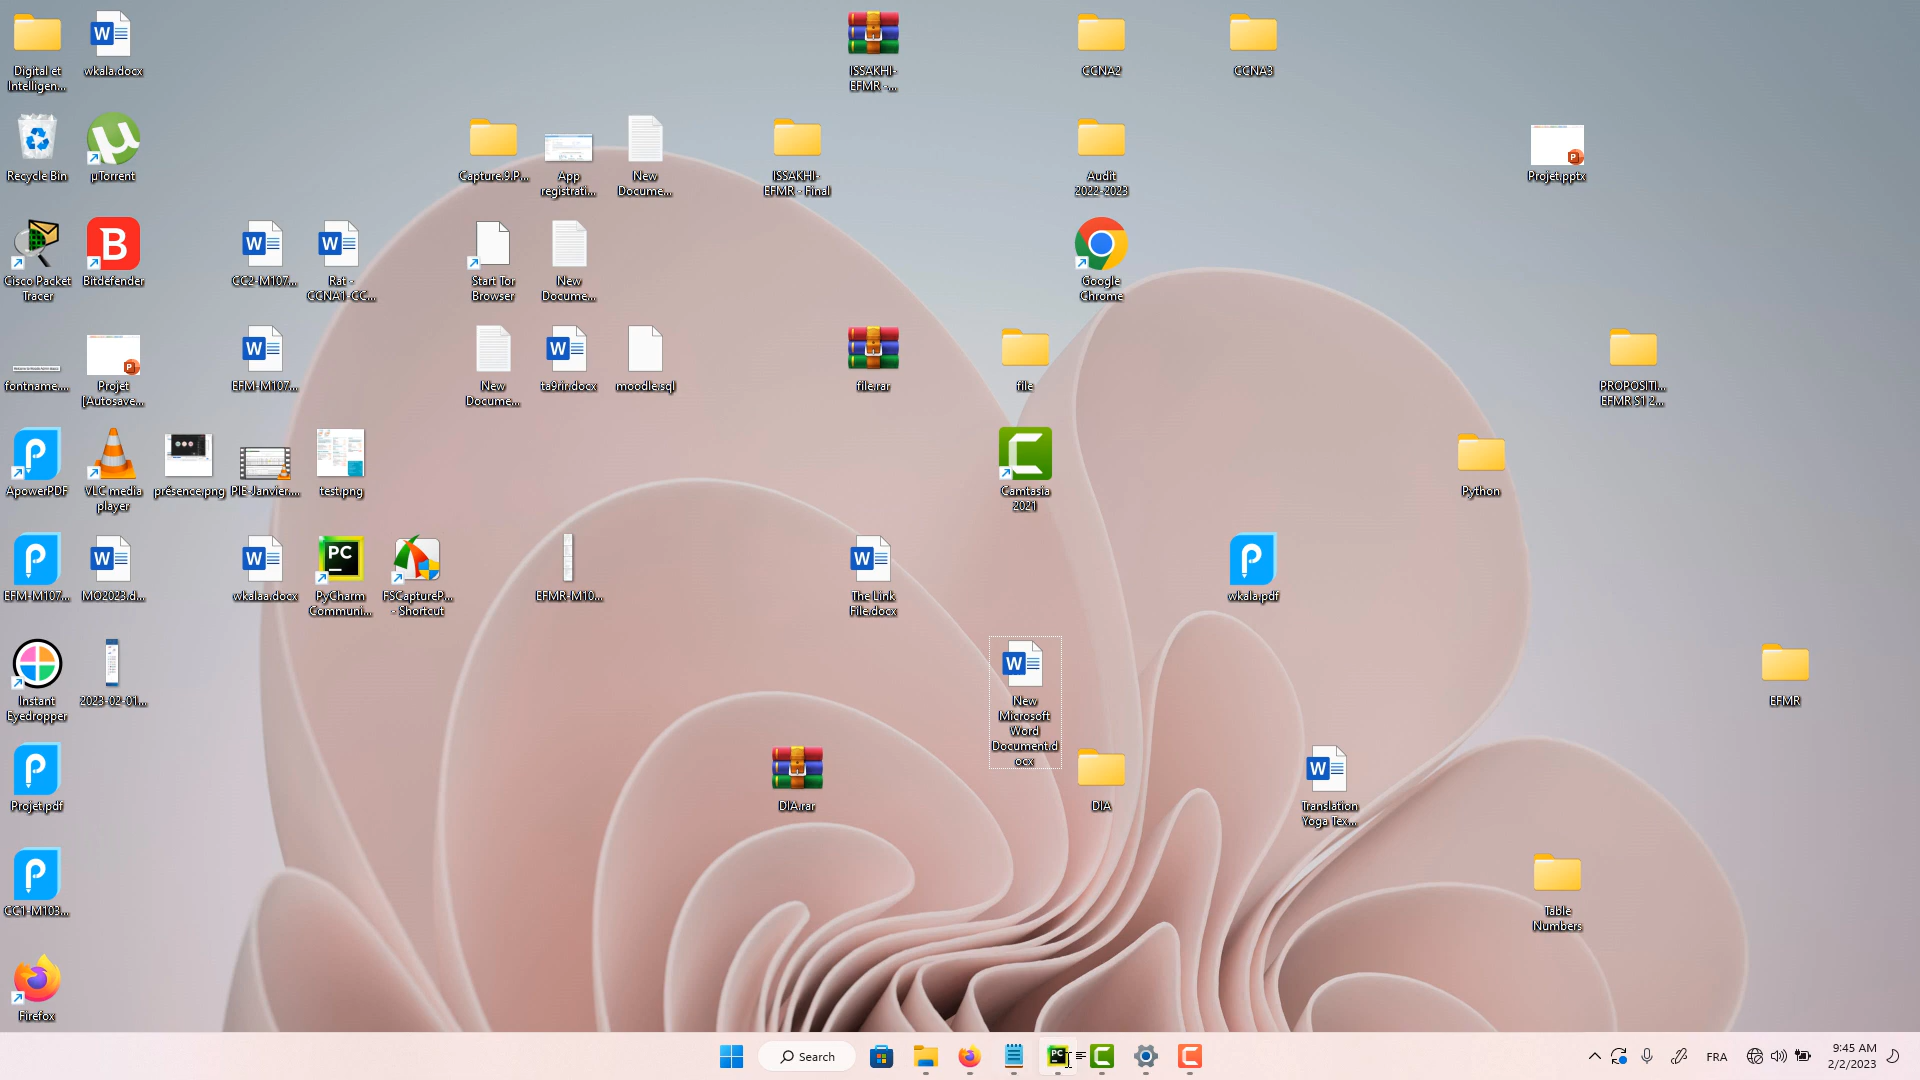 Digital et
Intelligen...
wkala.docx
ISSAKHI-
EFMR -...
CCNA2
CCNA3
Recycle Bin
µTorrent
Capture.9.P...
App
registrati...
New
Docume...
ISSAKHI-
EFMR - Final
Audit
2022-2023
Projet.pptx
Cisco Packet
Tracer
Bitdefender
CC2-M107...
Rat -
CCNA1-CC...
Start Tor
Browser
New
Docume...
Google
Chrome
fontname....
Projet
[Autosave...
EFM-M107...
New
Docume...
ta9rir.docx
moodle.sql
file.rar
file
PROPOSITI...
EFMR S1 2...
ApowerPDF
VLC media
player
présence.png
PIE-Janvier....
test.png
Camtasia
2021
Python
EFM-M107...
MO2023.d...
wkalaa.docx
PyCharm
Communi...
FSCaptureP...
- Shortcut
EFMR-M10...
The Link
File.docx
wkala.pdf
Instant
Eyedropper
2023-02-01...
New
Microsoft
Word
Document.d
ocx
EFMR
Projet.pdf
DIA.rar
DIA
Translation
Yoga Tex...
CC1-M103...
Table
Numbers
Firefox
Search
FRA
9:45 AM
2/2/2023